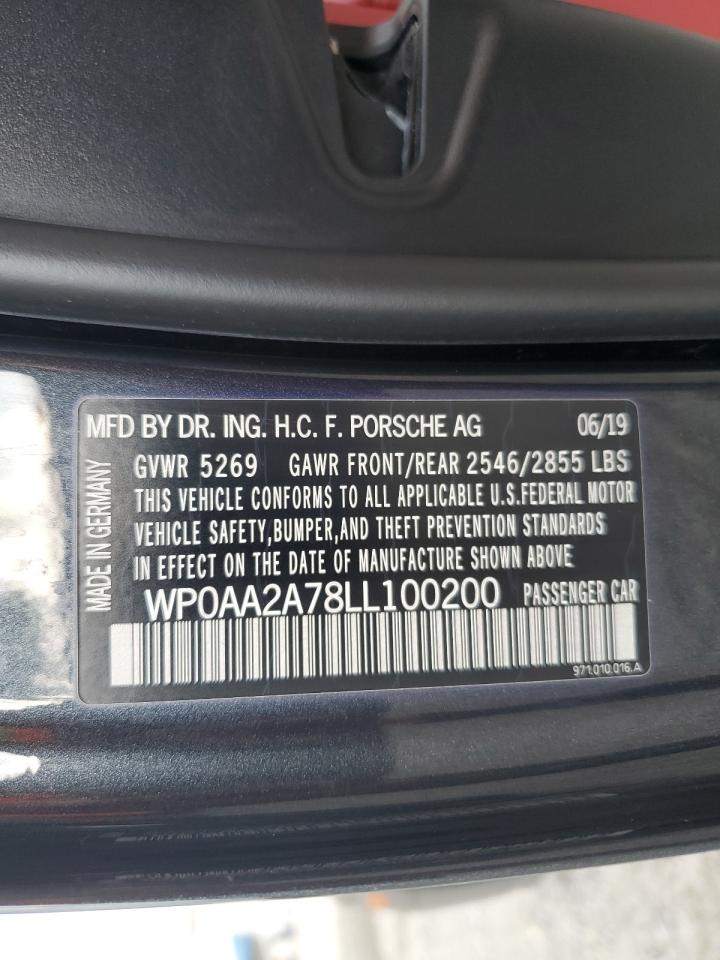 MFD BY DR. ING. H.C. F. PORSCHE AG 06/19
GVWR 5269 GAWR FRONT/REAR 2546/2855 LBS
THIS VEHICLE CONFORMS TO ALL APPLICABLE U.S.FEDERAL MOTOR
VEHICLE SAFETY,BUMPER,AND THEFT PREVENTION STANDARDS
IN EFFECT ON THE DATE OF MANUFACTURE SHOWN ABOVE
WP0AA2A78LL100200 PASSENGER CAR
971.010.016.A
MADE IN GERMANY